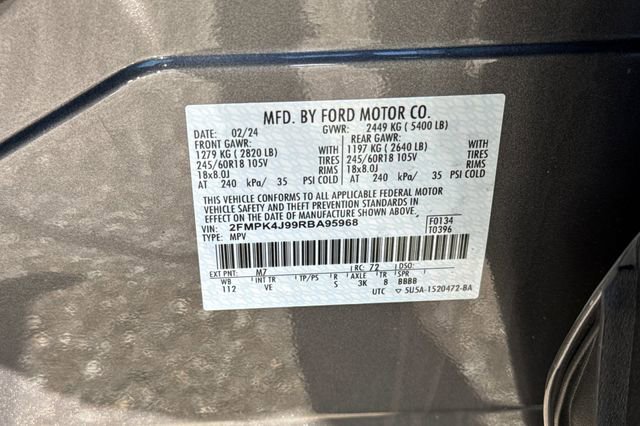 MFD. BY FORD MOTOR CO.
DATE: 02/24 GVWR: 2449 KG ( 5400 LB)
FRONT GAWR: REAR GAWR:
1279 KG ( 2820 LB) WITH 1197 KG ( 2640 LB) WITH
245/60R18 105V TIRES 245/60R18 105V TIRES
18x8.0J RIMS 18x8.0J RIMS
AT 240 kPa/ 35 PSI COLD AT 240 kPa/ 35 PSI COLD
THIS VEHICLE CONFORMS TO ALL APPLICABLE FEDERAL MOTOR
VEHICLE SAFETY AND THEFT PREVENTION STANDARDS IN
EFFECT ON THE DATE OF MANUFACTURE SHOWN ABOVE.
VIN: 2FMPK4J99RBA95968 F0134
TYPE: MPV T0396
EXT PNT: M7 RC: 72 DSO:
WB INT TR TP/PS R AXLE TR SPR
112 VE S 3K 8 BBBB
UTC ▽ 5U5A-1520472-BA